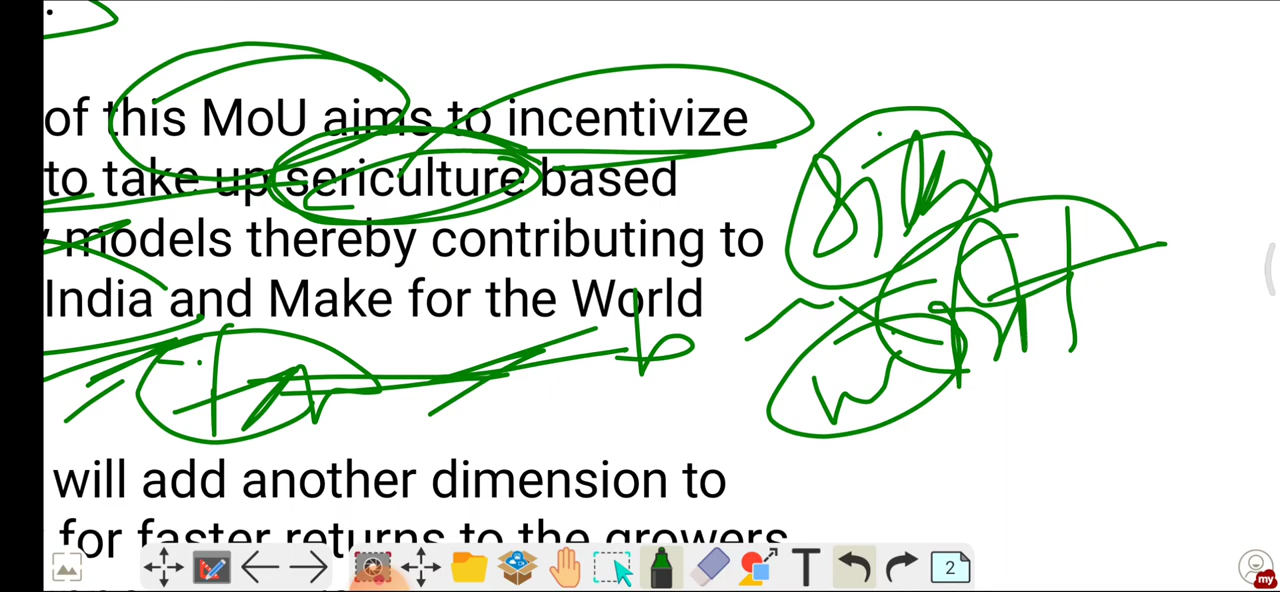 of this MoU aims to incentivize
to take up sericulture based
models thereby contributing to
India and Make for the World
will add another dimension to
for faster returns to the growers
T
2
my